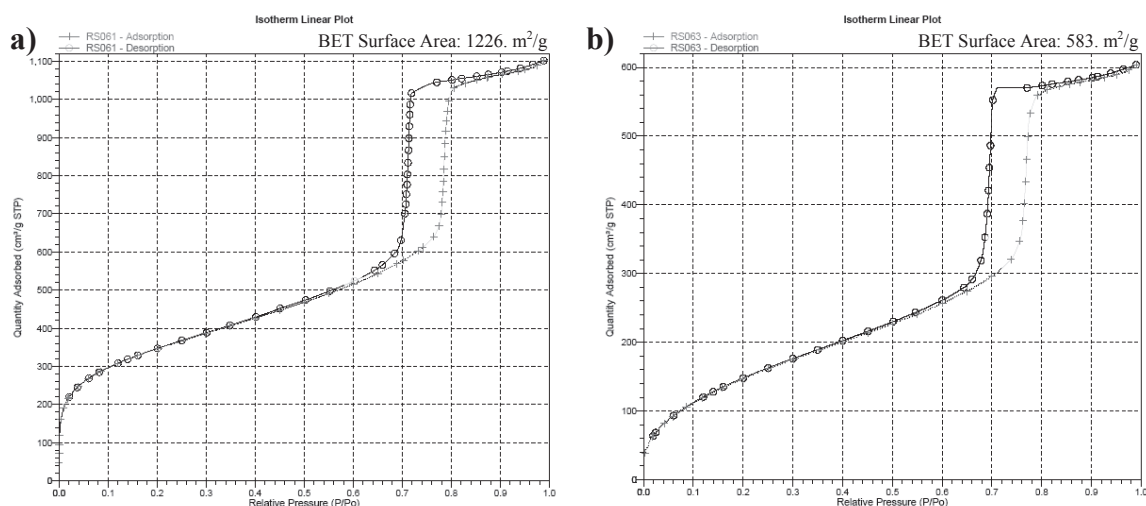 Isotherm Linear Plot
a)
RS061 - Adsorption
RS061 - Desorption
BET Surface Area: 1226. m²/g
Quantity Adsorbed (cm³/g STP)
1,100
1,000
900
800
700
600
500
400
300
200
100
0
0.0 0.1 0.2 0.3 0.4 0.5 0.6 0.7 0.8 0.9 1.0
Relative Pressure (P/Po)
Isotherm Linear Plot
b)
RS063 - Adsorption
RS063 - Desorption
BET Surface Area: 583. m²/g
Quantity Adsorbed (cm³/g STP)
600
500
400
300
200
100
0
0.0 0.1 0.2 0.3 0.4 0.5 0.6 0.7 0.8 0.9 1.0
Relative Pressure (P/Po)